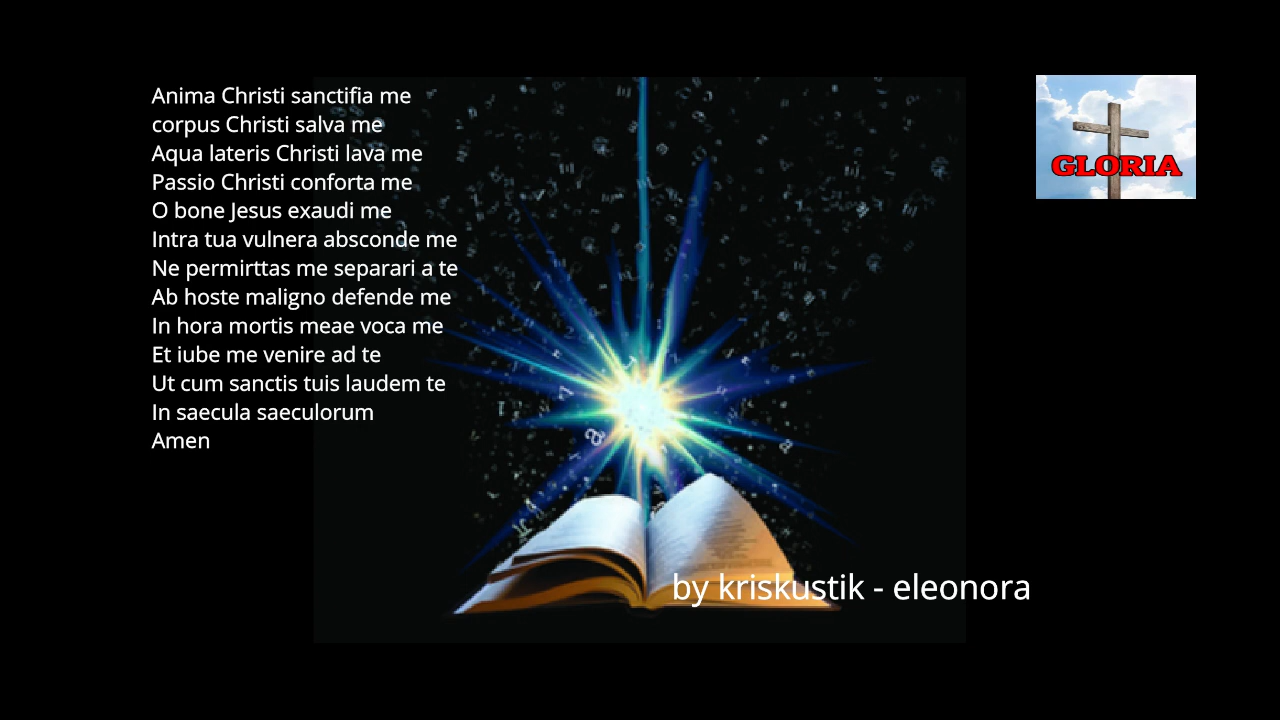 Anima Christi sanctifia me
corpus Christi salva me
Aqua lateris Christi lava me
Passio Christi conforta me
O bone Jesus exaudi me
Intra tua vulnera absconde me
Ne permirttas me separari a te
Ab hoste maligno defende me
In hora mortis meae voca me
Et iube me venire ad te
Ut cum sanctis tuis laudem te
In saecula saeculorum
Amen
GLORIA
by kriskustik - eleonora